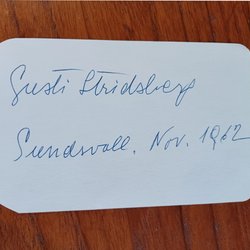 Gusti Stridsberg
Sundsvall, Nov. 1962